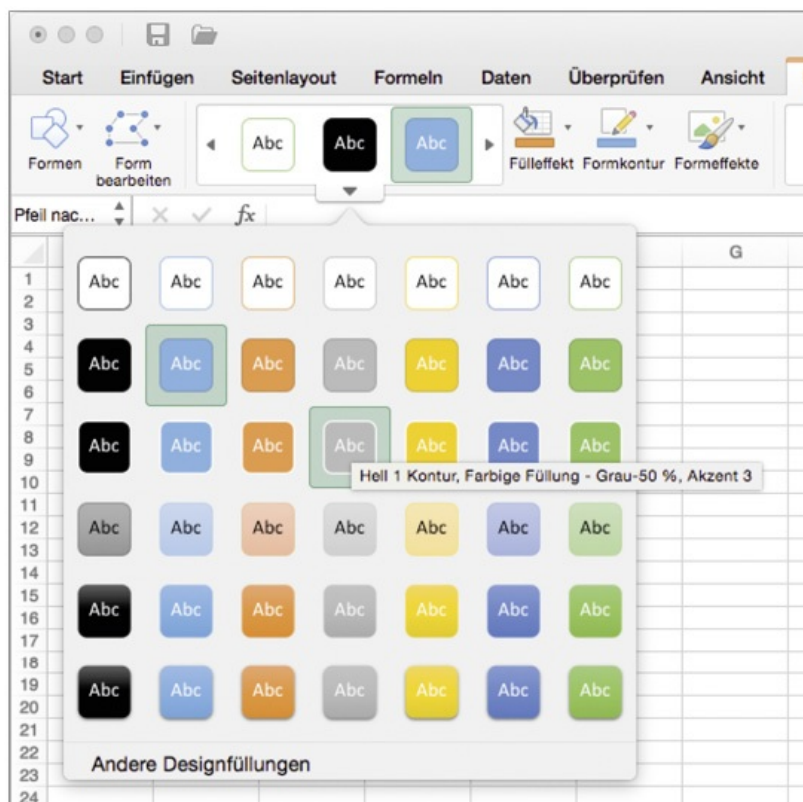 Start Einfügen Seitenlayout Formeln Daten Überprüfen Ansicht
Abc Abc Abc
Formen Form bearbeiten Fülleffekt Formkontur Formeffekte
Pfeil nac... fx
G
1
Abc Abc Abc Abc Abc Abc Abc
2
3
4
Abc Abc Abc Abc Abc Abc Abc
5
6
7
8
Abc Abc Abc Abc Abc Abc Abc
9
10
Hell 1 Kontur, Farbige Füllung - Grau-50 %, Akzent 3
11
12
Abc Abc Abc Abc Abc Abc Abc
13
14
15
Abc Abc Abc Abc Abc Abc Abc
16
17
18
19
Abc Abc Abc Abc Abc Abc Abc
20
21
22
Andere Designfüllungen
23
24